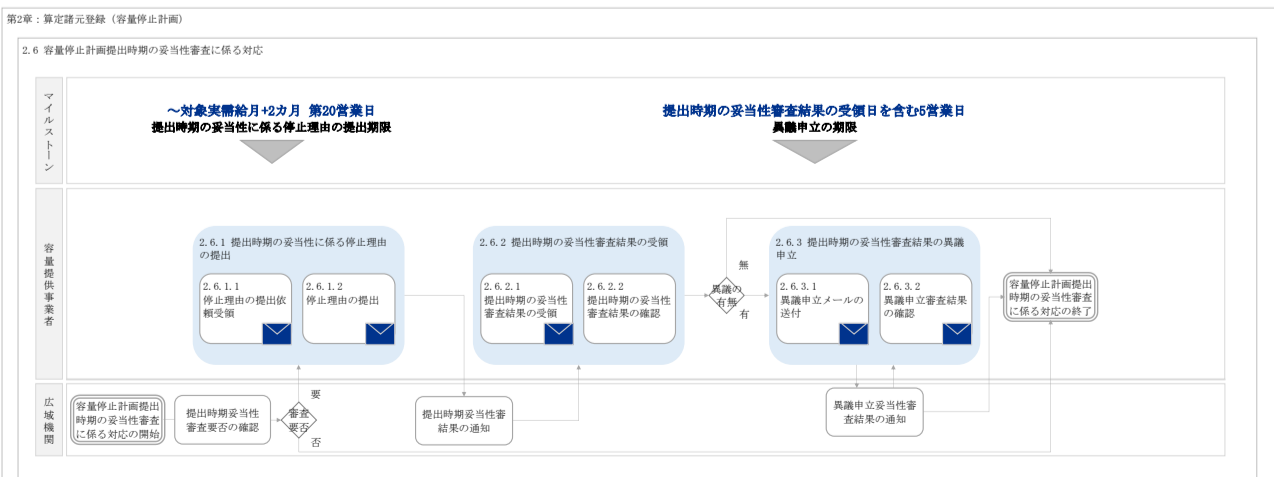 第2章：算定諸元登録（容量停止計画）
2.6 容量停止計画提出時期の妥当性審査に係る対応
マイルストーン
～対象実需給月+2カ月 第20営業日
提出時期の妥当性に係る停止理由の提出期限
提出時期の妥当性審査結果の受領日を含む5営業日
異議申立の期限
容量提供事業者
2.6.1 提出時期の妥当性に係る停止理由
の提出
2.6.1.1
停止理由の提出依
頼受領
2.6.1.2
停止理由の提出
2.6.2 提出時期の妥当性審査結果の受領
2.6.2.1
提出時期の妥当性
審査結果の受領
2.6.2.2
提出時期の妥当性
審査結果の確認
無
異議の
有無
有
2.6.3 提出時期の妥当性審査結果の異議
申立
2.6.3.1
異議申立メールの
送付
2.6.3.2
異議申立審査結果
の確認
容量停止計画提出
時期の妥当性審査
に係る対応の終了
広域機関
容量停止計画提出
時期の妥当性審査
に係る対応の開始
提出時期妥当性
審査要否の確認
要
審査
要否
否
提出時期妥当性審
結果の通知
異議申立妥当性審
査結果の通知